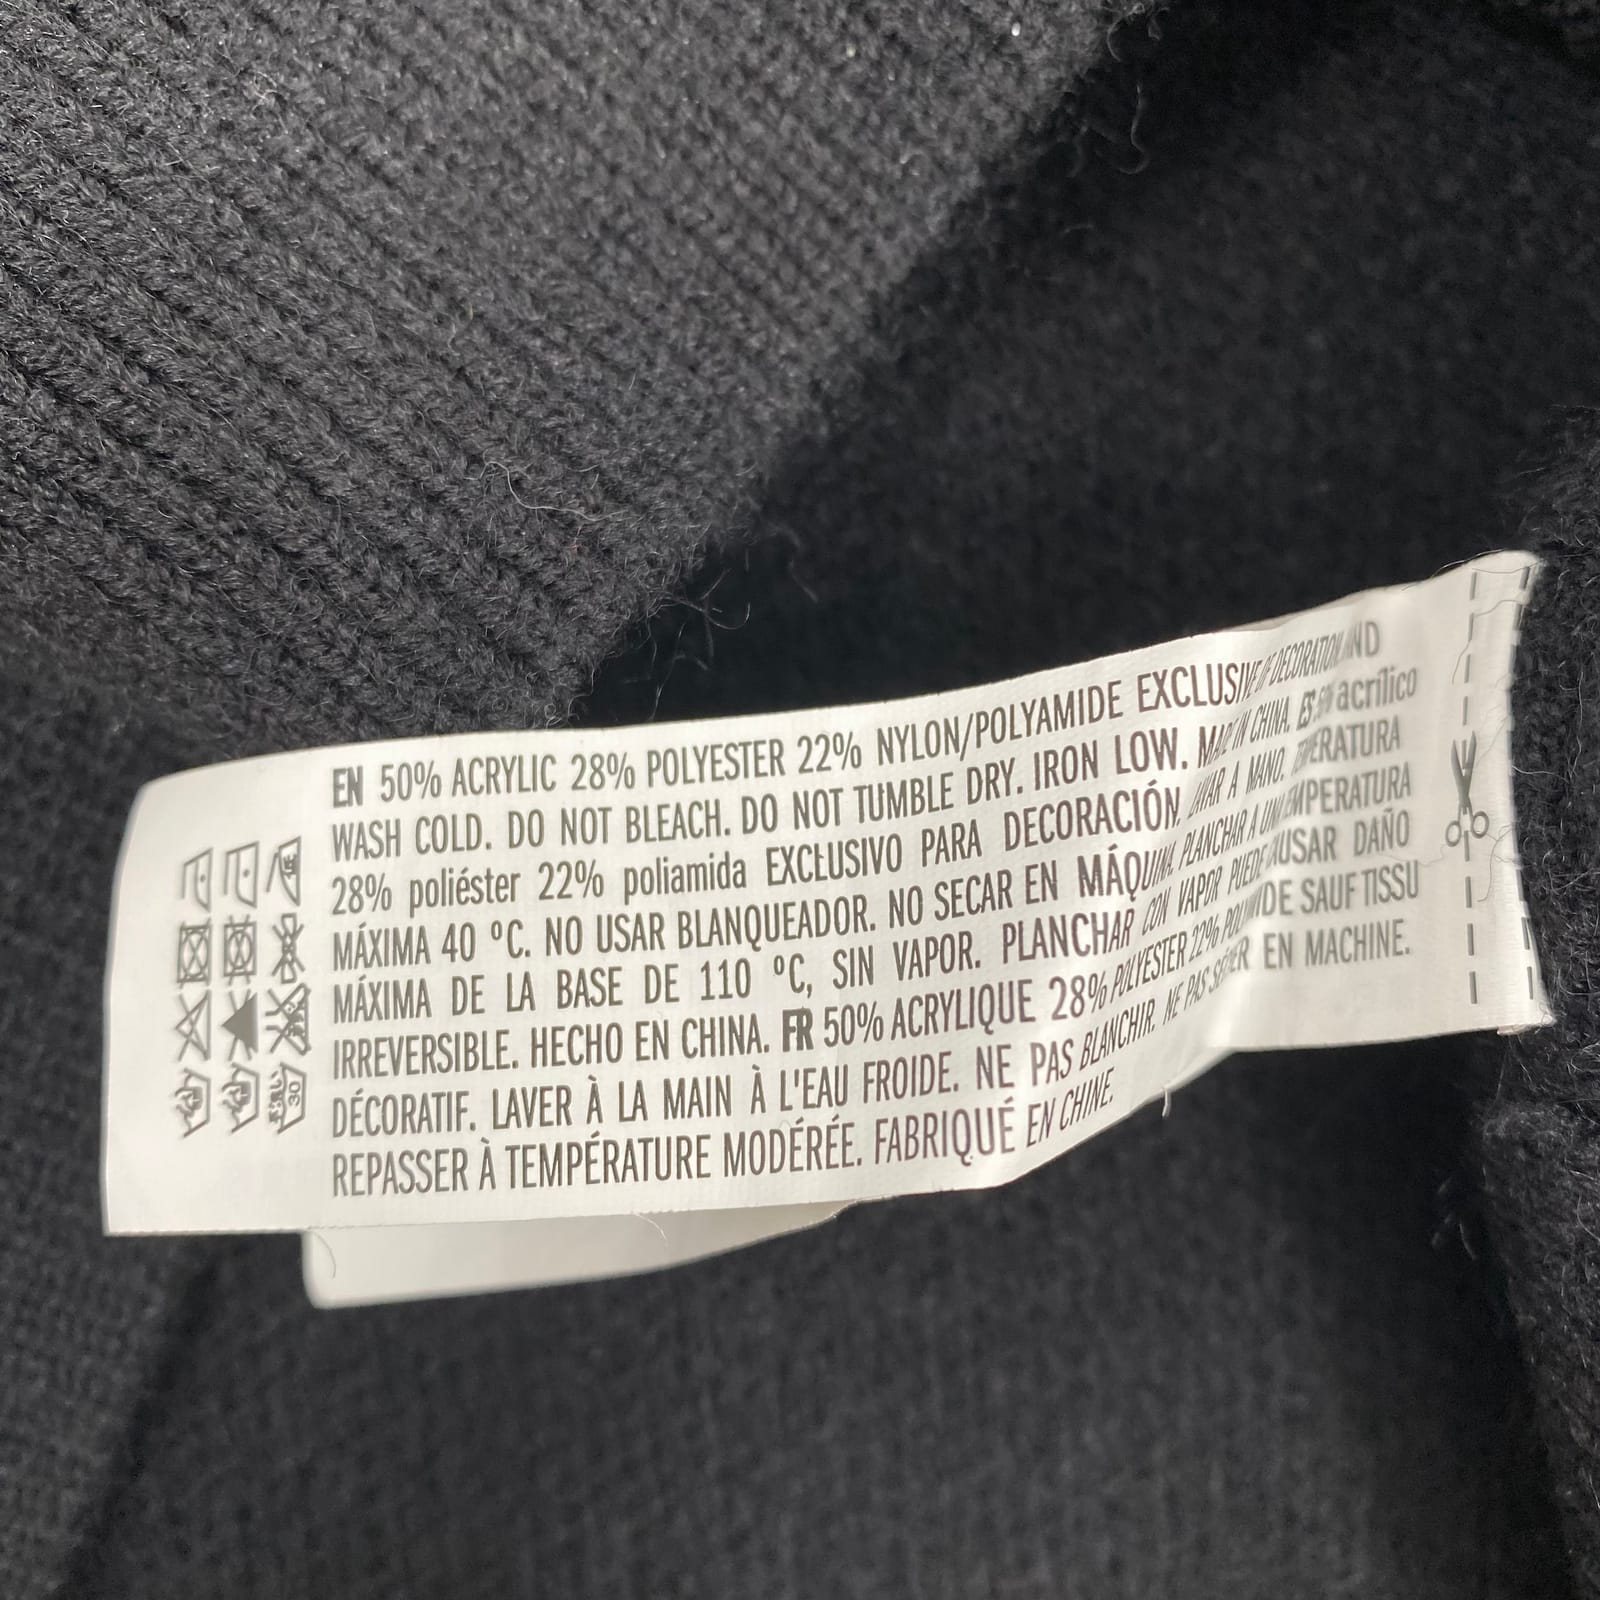 EN 50% ACRYLIC 28% POLYESTER 22% NYLON/POLYAMIDE EXCLUSIVE OF DECORATION AND
WASH COLD. DO NOT BLEACH. DO NOT TUMBLE DRY. IRON LOW. MADE IN CHINA. ES 50% acrílico
28% poliéster 22% poliamida EXCLUSIVO PARA DECORACIÓN. LAVAR A MANO. TEMPERATURA
MÁXIMA 40 ºC. NO USAR BLANQUEADOR. NO SECAR EN MÁQUINA. PLANCHAR A UN TEMPERATURA
MÁXIMA DE LA BASE DE 110 ºC, SIN VAPOR. PLANCHAR CON VAPOR PUEDE CAUSAR DAÑO
IRREVERSIBLE. HECHO EN CHINA. FR 50% ACRYLIQUE 28% POLYESTER 22% POLYAMIDE SAUF TISSU
DÉCORATIF. LAVER À LA MAIN À L'EAU FROIDE. NE PAS BLANCHIR. NE PAS SÉCHER EN MACHINE.
REPASSER À TEMPÉRATURE MODÉRÉE. FABRIQUÉ EN CHINE.
30